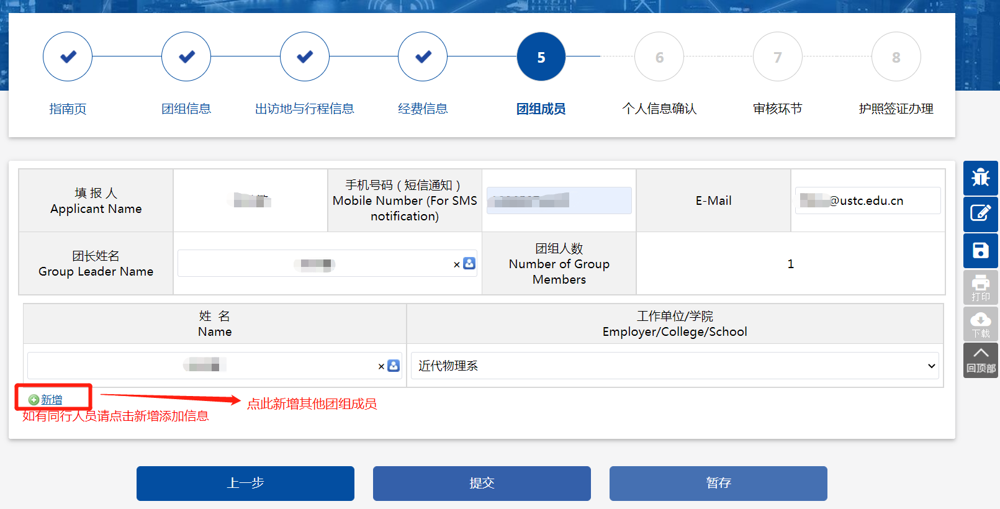 5
6
7
8
指南页
团组信息
出访地与行程信息
经费信息
团组成员
个人信息确认
审核环节
护照签证办理
填 报 人
Applicant Name
手机号码（短信通知）
Mobile Number (For SMS
notification)
E-Mail
@ustc.edu.cn
团长姓名
Group Leader Name
×
团组人数
Number of Group
Members
1
姓 名
Name
工作单位/学院
Employer/College/School
×
近代物理系
新增
点此新增其他团组成员
如有同行人员请点击新增添加信息
上一步
提交
暂存
打印
下载
回顶部